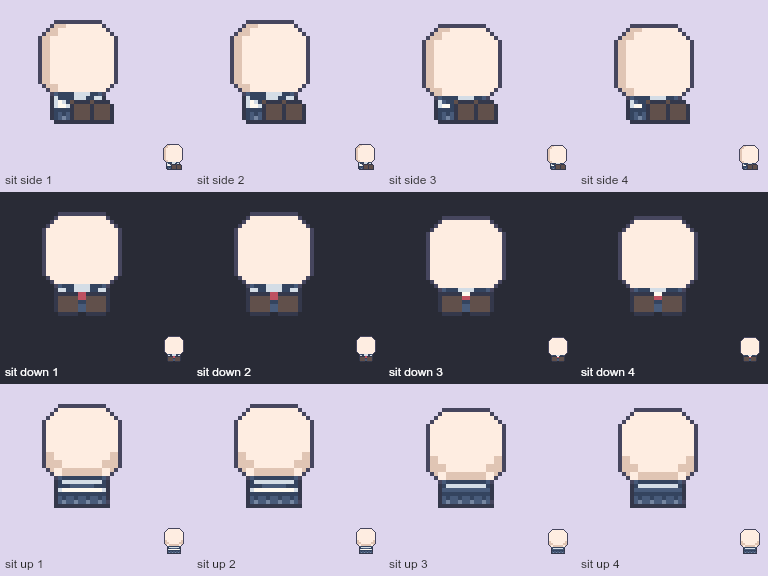 sit side 1
sit side 2
sit side 3
sit side 4
sit down 1
sit down 2
sit down 3
sit down 4
sit up 1
sit up 2
sit up 3
sit up 4